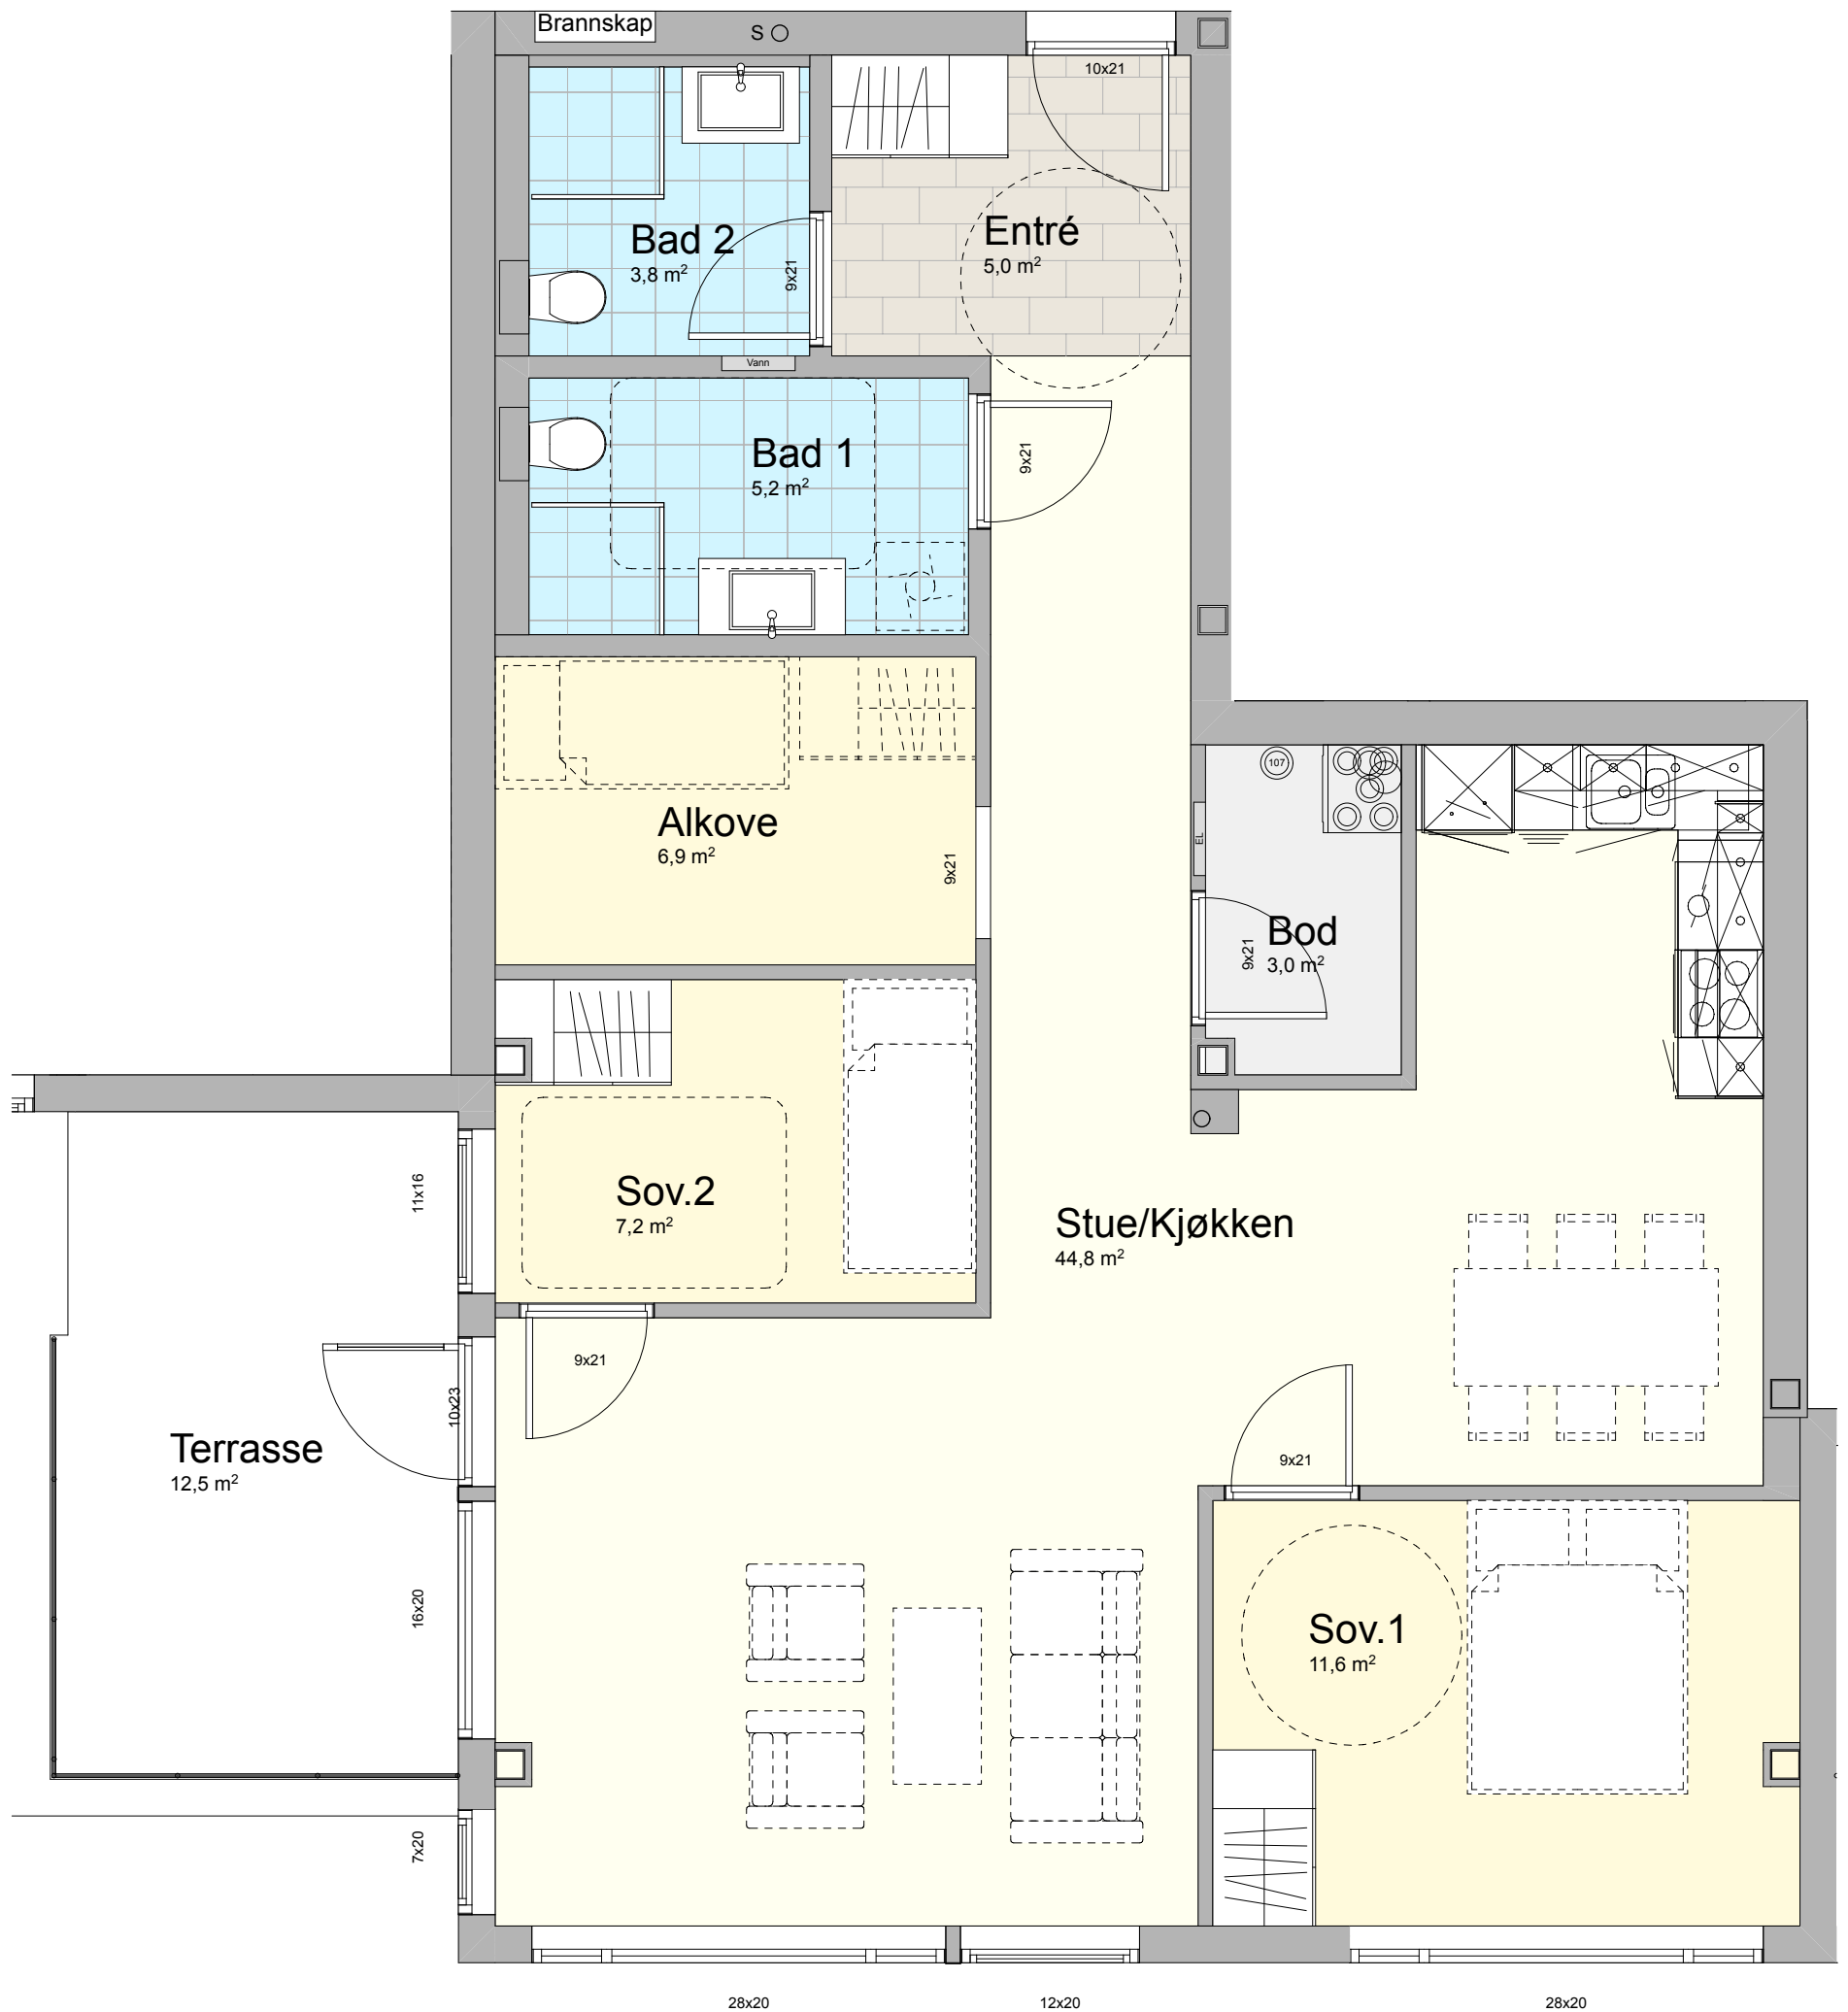 Brannskap
S
10x21
Bad 2
3,8 m²
9x21
Entré
5,0 m²
Vann
Bad 1
5,2 m²
9x21
107
Alkove
6,9 m²
9x21
EL
Bod
3,0 m²
9x21
11x16
Sov.2
7,2 m²
Stue/Kjøkken
44,8 m²
9x21
10x23
Terrasse
12,5 m²
9x21
16x20
Sov.1
11,6 m²
7x20
28x20
12x20
28x20